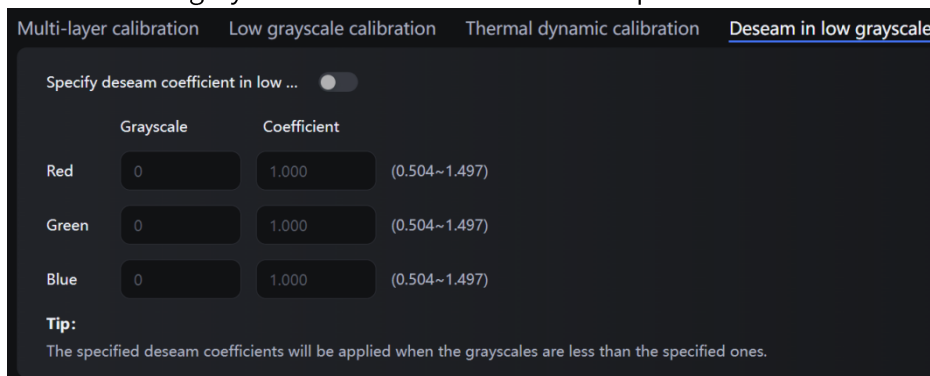 Multi-layer calibration Low grayscale calibration Thermal dynamic calibration Deseam in low grayscale
Specify deseam coefficient in low ...
Grayscale Coefficient
Red 0 1.000 (0.504~1.497)
Green 0 1.000 (0.504~1.497)
Blue 0 1.000 (0.504~1.497)
Tip:
The specified deseam coefficients will be applied when the grayscales are less than the specified ones.